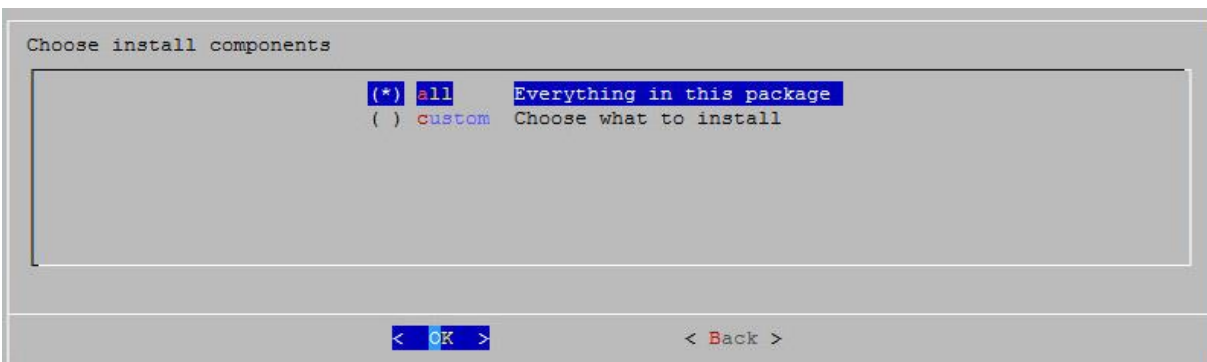 Choose install components
(*) all Everything in this package
( ) custom Choose what to install
< OK > < Back >